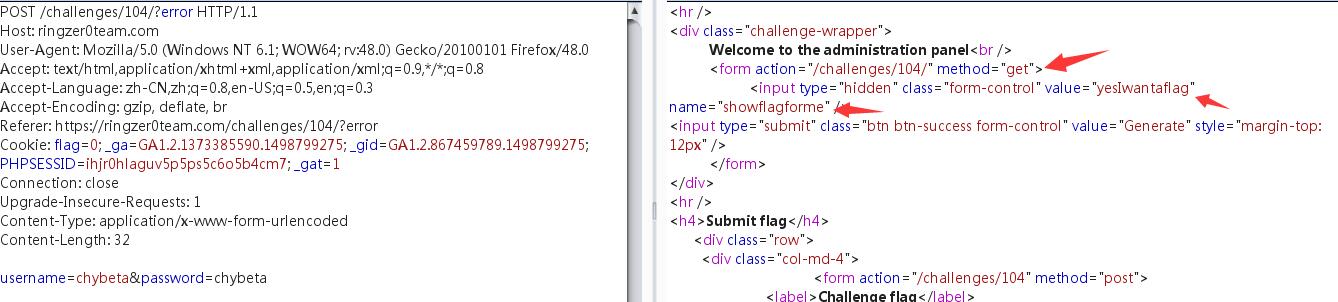 POST /challenges/104/?error HTTP/1.1
Host: ringzer0team.com
User-Agent: Mozilla/5.0 (Windows NT 6.1; WOW64; rv:48.0) Gecko/20100101 Firefox/48.0
Accept: text/html,application/xhtml+xml,application/xml;q=0.9,*/*;q=0.8
Accept-Language: zh-CN,zh;q=0.8,en-US;q=0.5,en;q=0.3
Accept-Encoding: gzip, deflate, br
Referer: https://ringzer0team.com/challenges/104/?error
Cookie: flag=0; _ga=GA1.2.1373385590.1498799275; _gid=GA1.2.867459789.1498799275;
PHPSESSID=ihjr0hlaguv5p5ps5c6o5b4cm7; _gat=1
Connection: close
Upgrade-Insecure-Requests: 1
Content-Type: application/x-www-form-urlencoded
Content-Length: 32
username=chybeta&password=chybeta
<hr />
<div class="challenge-wrapper">
Welcome to the administration panel<br />
<form action="/challenges/104/" method="get">
<input type="hidden" class="form-control" value="yesIwantaflag"
name="showflagforme" />
<input type="submit" class="btn btn-success form-control" value="Generate" style="margin-top:
12px" />
</form>
</div>
<hr />
<h4>Submit flag</h4>
<div class="row">
<div class="col-md-4">
<form action="/challenges/104" method="post">
<label>Challenge flag</label>